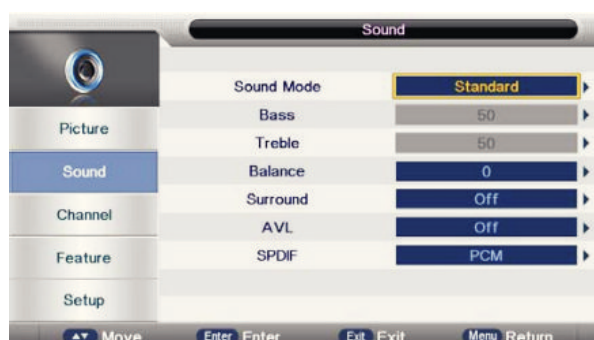 Sound
Sound Mode Standard
Bass 50
Treble 50
Balance 0
Surround Off
AVL Off
SPDIF PCM
Picture
Sound
Channel
Feature
Setup
Move Enter Enter Exit Exit Menu Return